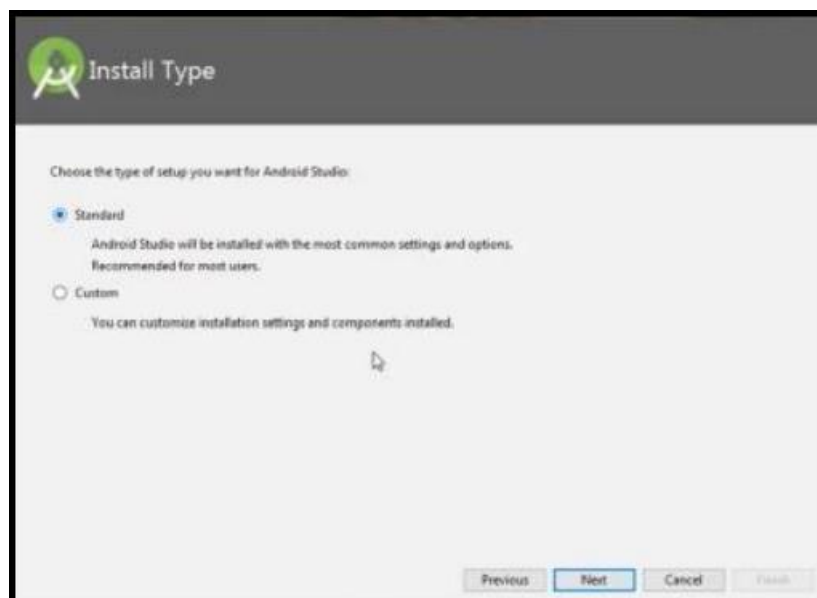 Install Type
Choose the type of setup you want for Android Studio:
Standard
Android Studio will be installed with the most common settings and options.
Recommended for most users.
Custom
You can customize installation settings and components installed.
Previous
Next
Cancel
Finish